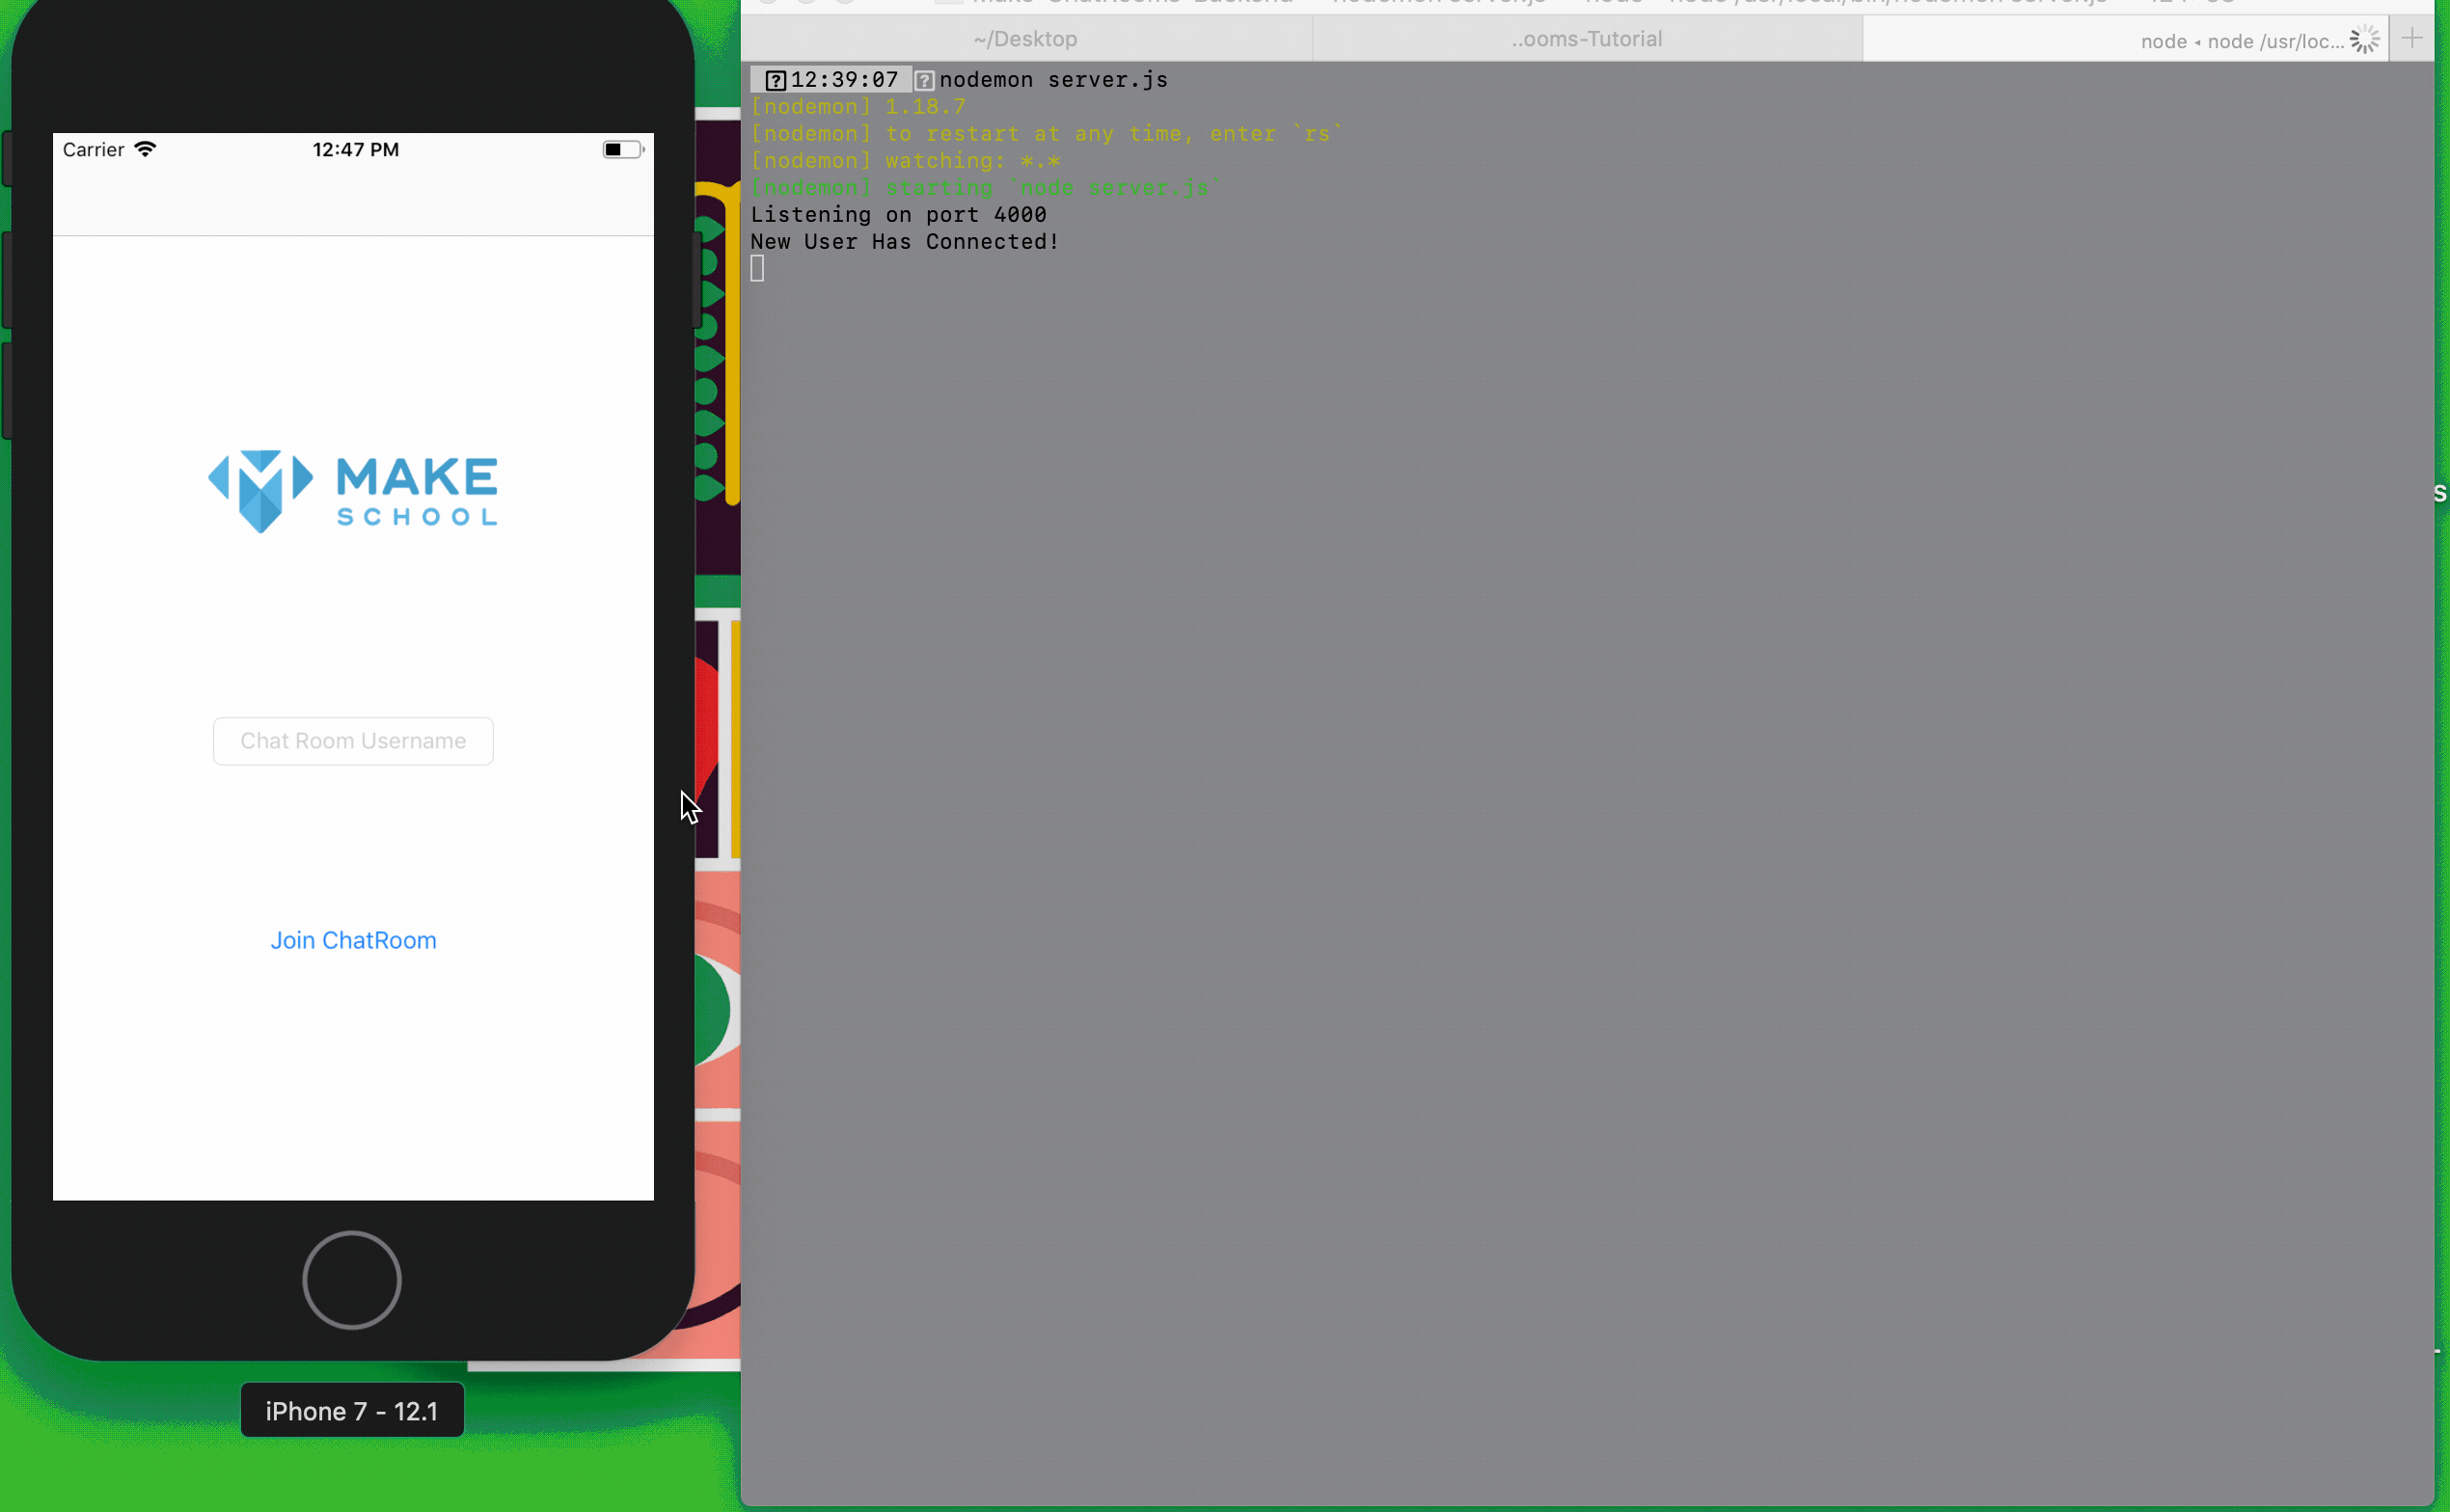 Carrier
12:47 PM
MAKE
SCHOOL
Chat Room Username
Join ChatRoom
iPhone 7 - 12.1
~/Desktop
..ooms-Tutorial
node ◂ node /usr/loc...
12:39:07 nodemon server.js
[nodemon] 1.18.7
[nodemon] to restart at any time, enter `rs`
[nodemon] watching: *.*
[nodemon] starting `node server.js`
Listening on port 4000
New User Has Connected!